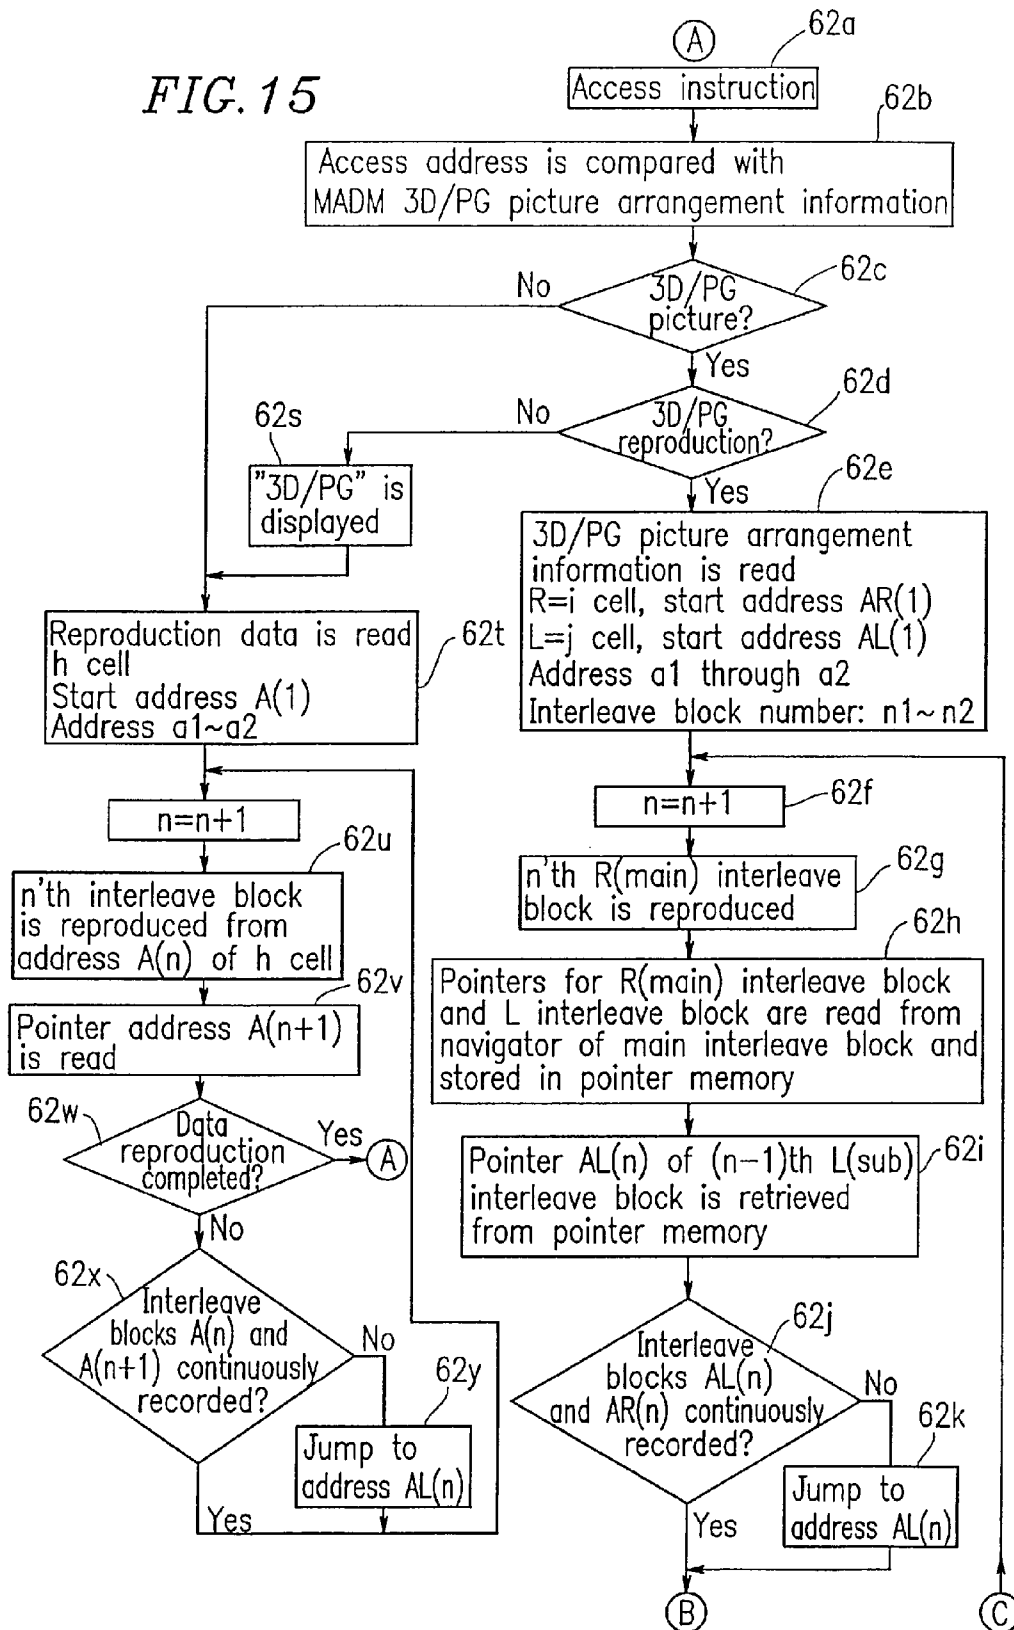 FIG. 15
A
62a
Access instruction
62b
Access address is compared with
MADM 3D/PG picture arrangement information
62c
3D/PG
picture?
No
Yes
62d
3D/PG
reproduction?
No
Yes
62s
"3D/PG" is
displayed
62e
3D/PG picture arrangement
information is read
R=i cell, start address AR(1)
L=j cell, start address AL(1)
Address a1 through a2
Interleave block number: n1~n2
62t
Reproduction data is read
h cell
Start address A(1)
Address a1~a2
n=n+1
62u
n'th interleave block
is reproduced from
address A(n) of h cell
62v
Pointer address A(n+1)
is read
62w
Data
reproduction
completed?
Yes
A
No
62x
Interleave
blocks A(n) and
A(n+1) continuously
recorded?
No
62y
Jump to
address AL(n)
Yes
62f
n=n+1
62g
n'th R(main) interleave
block is reproduced
62h
Pointers for R(main) interleave block
and L interleave block are read from
navigator of main interleave block and
stored in pointer memory
62i
Pointer AL(n) of (n-1)th L(sub)
interleave block is retrieved
from pointer memory
62j
Interleave
blocks AL(n)
and AR(n) continuously
recorded?
No
62k
Jump to
address AL(n)
Yes
B
C